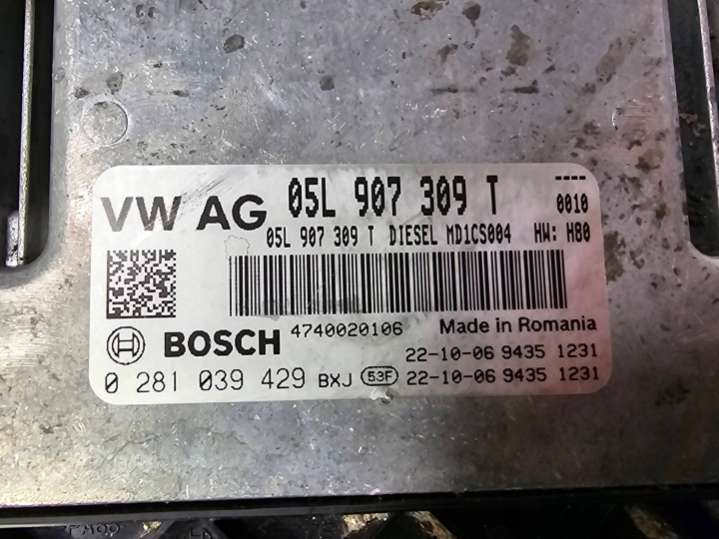 VW AG 05L 907 309 T ----
0010
05L 907 309 T DIESEL MD1CS004 HW: H80
BOSCH 4740020106 Made in Romania
22-10-06 9435 1231
0 281 039 429 BXJ 53F 22-10-06 9435 1231